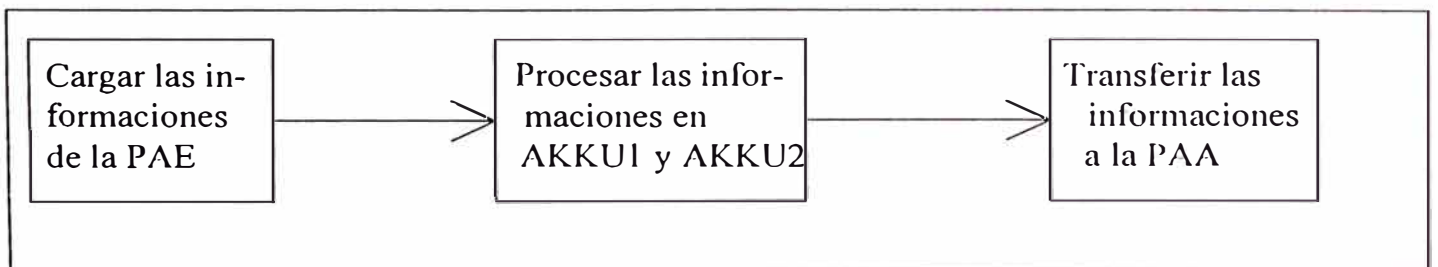 Cargar las in-
formaciones
de la PAE
Procesar las infor-
maciones en
AKKU1 y AKKU2
Transferir las
informaciones
a la PAA